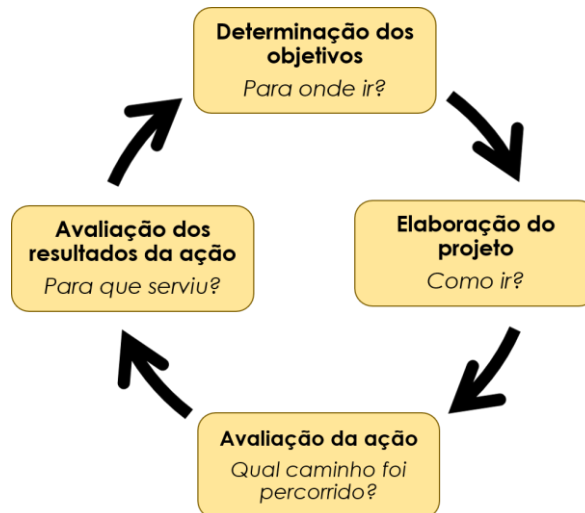 Determinação dos
objetivos
Para onde ir?
Elaboração do
projeto
Como ir?
Avaliação da ação
Qual caminho foi
percorrido?
Avaliação dos
resultados da ação
Para que serviu?